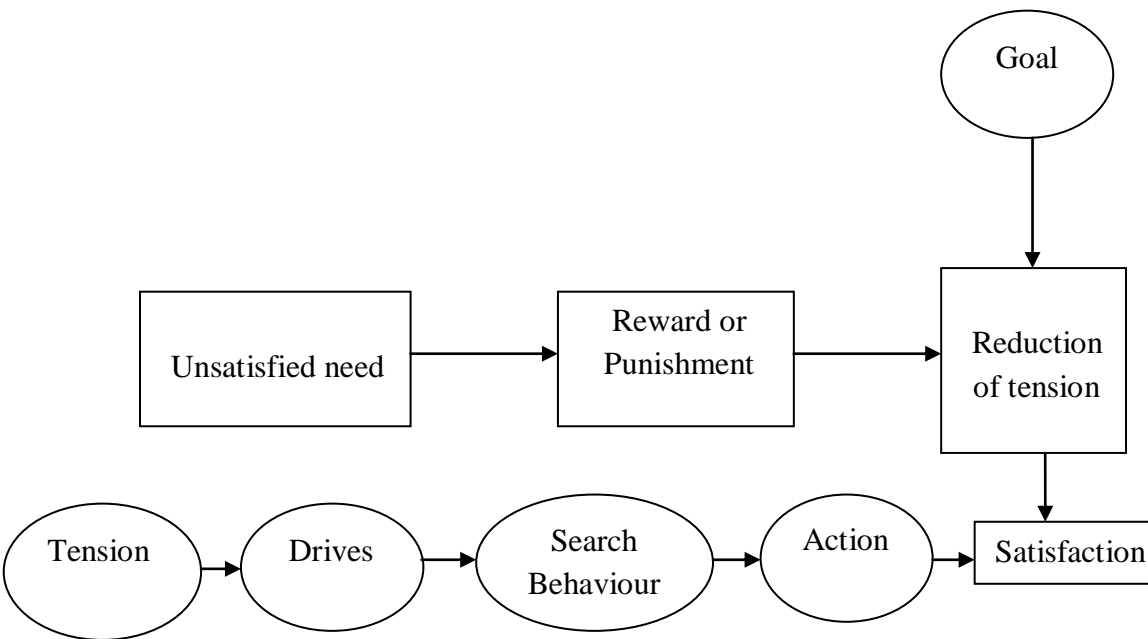 Goal
Unsatisfied need
Reward or
Punishment
Reduction
of tension
Tension
Drives
Search
Behaviour
Action
Satisfaction